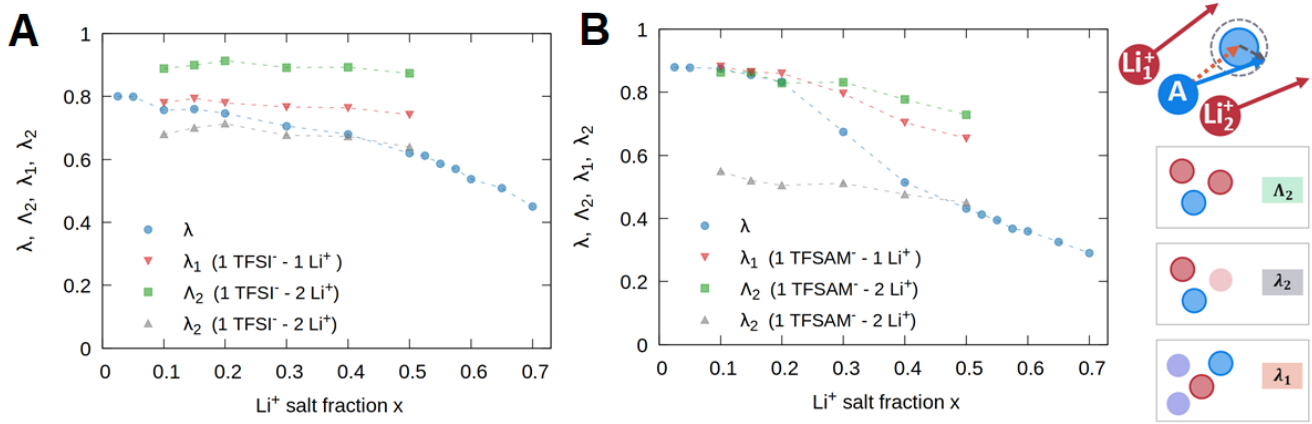 A
λ, Λ₂, λ₁, λ₂
1
0.8
0.6
0.4
0.2
0
λ
λ₁ (1 TFSI⁻ - 1 Li⁺ )
Λ₂ (1 TFSI⁻ - 2 Li⁺)
λ₂ (1 TFSI⁻ - 2 Li⁺)
0 0.1 0.2 0.3 0.4 0.5 0.6 0.7
Li⁺ salt fraction x
B
λ, Λ₂, λ₁, λ₂
1
0.8
0.6
0.4
0.2
0
λ
λ₁ (1 TFSAM⁻ - 1 Li⁺ )
Λ₂ (1 TFSAM⁻ - 2 Li⁺)
λ₂ (1 TFSAM⁻ - 2 Li⁺)
0 0.1 0.2 0.3 0.4 0.5 0.6 0.7
Li⁺ salt fraction x
Li₁⁺
A
Li₂⁺
Λ₂
λ₂
λ₁